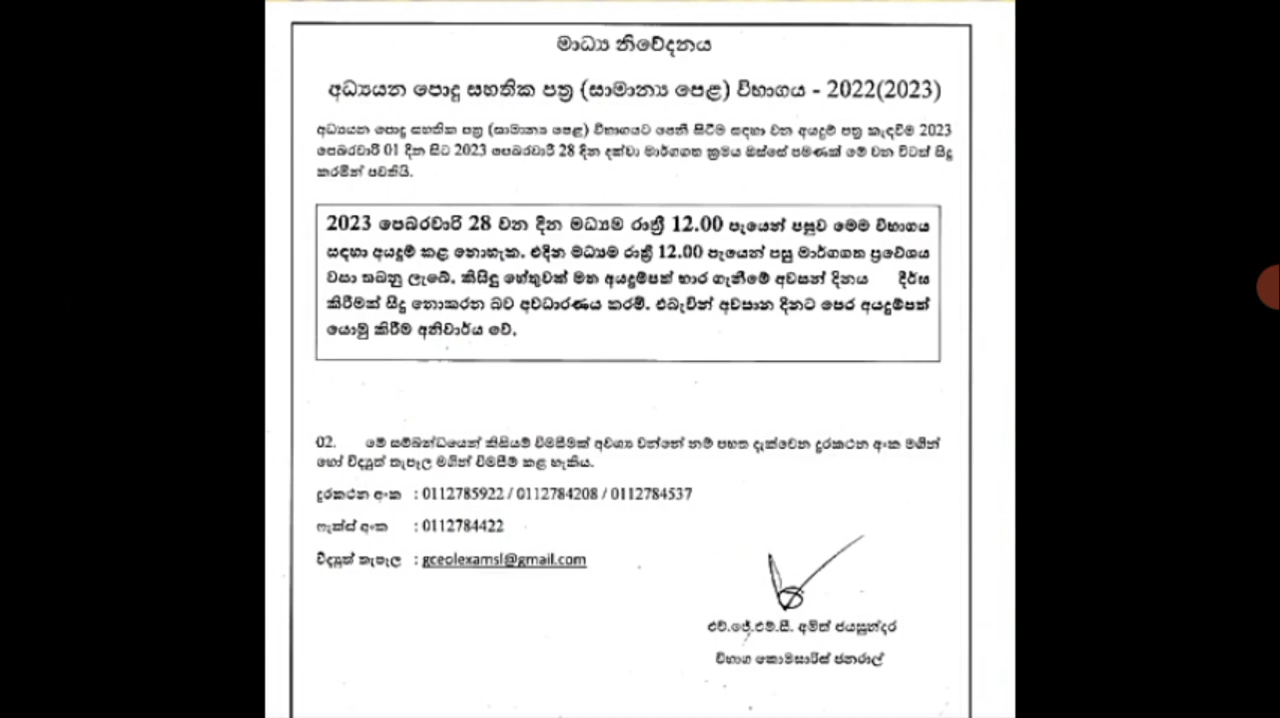 මාධ්‍ය නිවේදනය
අධ්‍යයන පොදු සහතික පත්‍ර (සාමාන්‍ය පෙළ) විභාගය - 2022(2023)
අධ්‍යයන පොදු සහතික පත්‍ර (සාමාන්‍ය පෙළ) විභාගයට පෙනී සිටීම සඳහා වන අයදුම් පත්‍ර කැඳවීම 2023
පෙබරවාරී 01 දින සිට 2023 පෙබරවාරී 28 දින දක්වා මාර්ගගත ක්‍රමය ඔස්සේ පමණක් මේ වන විටත් සිදු
කරමින් පවතියි.
2023 පෙබරවාරි 28 වන දින මධ්‍යම රාත්‍රී 12.00 පැයෙන් පසුව මෙම විභාගය
සඳහා අයදුම් කළ නොහැක. එදින මධ්‍යම රාත්‍රී 12.00 පැයෙන් පසු මාර්ගගත ප්‍රවේශය
වසා තබනු ලැබේ. කිසිඳු හේතුවක් මත අයදුම්පත් භාර ගැනීමේ අවසන් දිනය දීර්ඝ
කිරීමක් සිදු නොකරන බව අවධාරණය කරමි. එබැවින් අවසාන දිනට පෙර අයදුම්පත්
යොමු කිරීම අනිවාර්ය වේ.
02. මේ සම්බන්ධයෙන් කිසියම් විමසීමක් අවශ්‍ය වන්නේ නම් පහත දැක්වෙන දුරකථන අංක මගින්
හෝ විද්‍යුත් තැපෑල මගින් විමසීම් කළ හැකිය.
දුරකථන අංක : 0112785922 / 0112784208 / 0112784537
ෆැක්ස් අංක : 0112784422
විද්‍යුත් තැපෑල : gceolexamsl@gmail.com
එච්.ජේ.එම්.සී. අමිත් ජයසුන්දර
විභාග කොමසාරිස් ජනරාල්